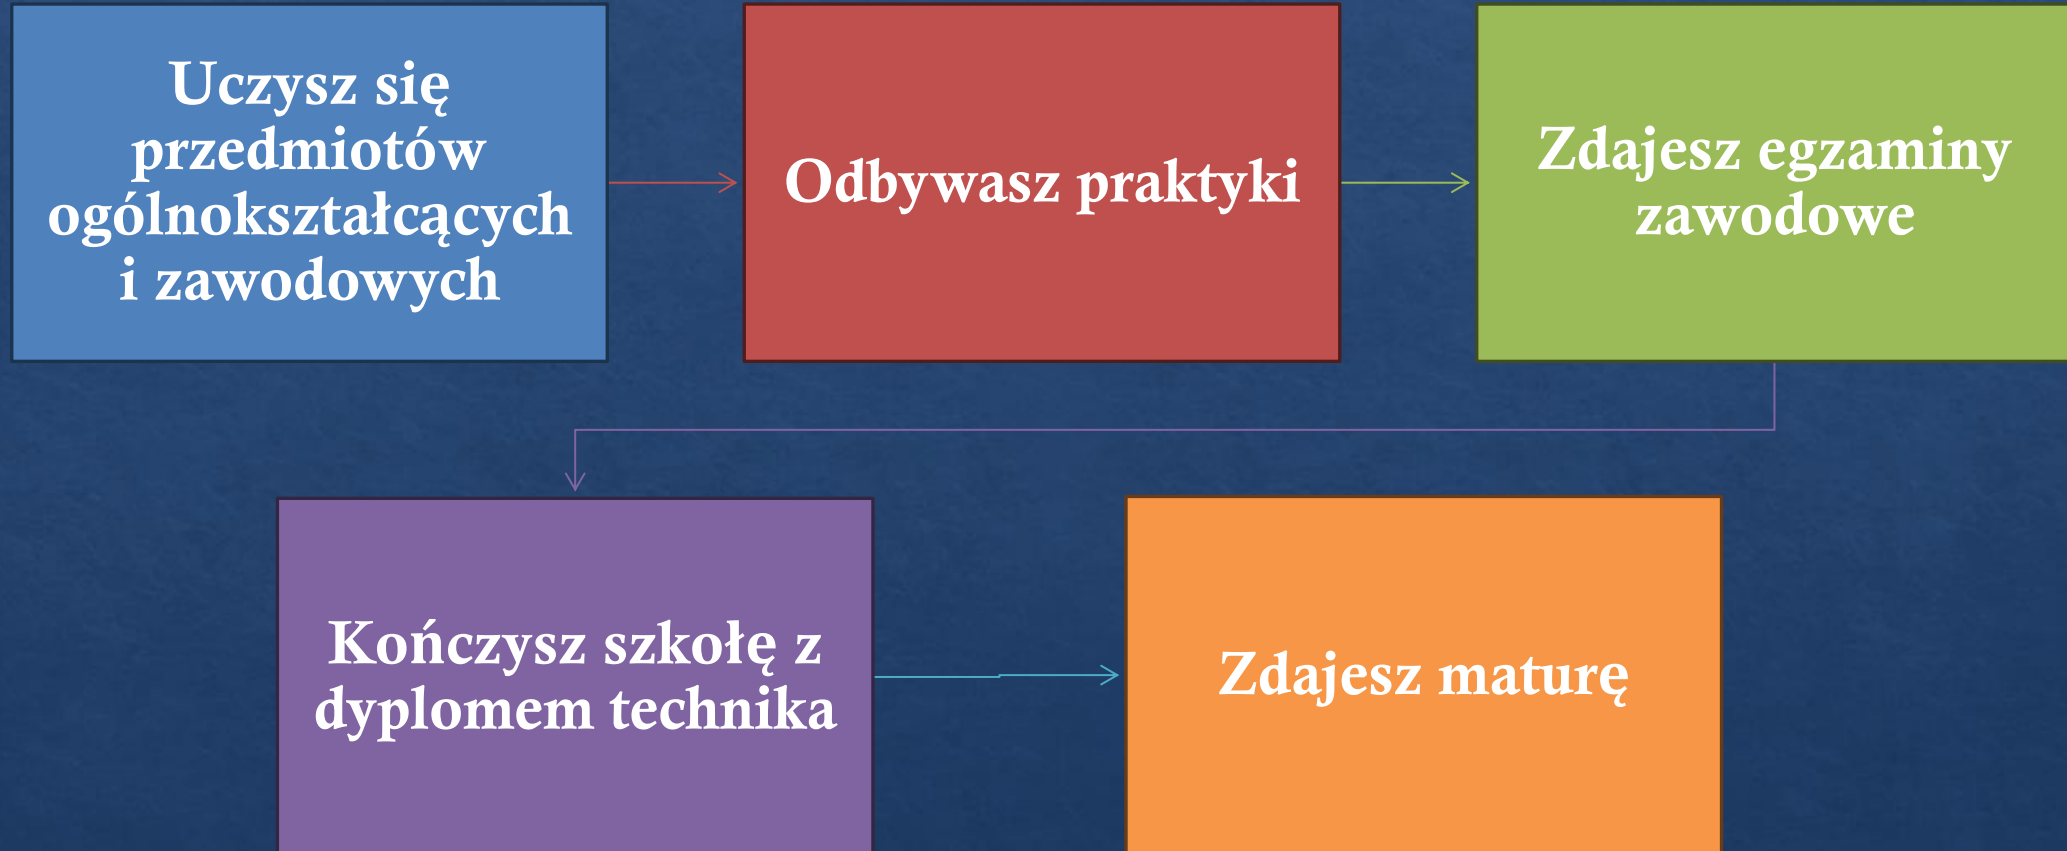 Uczysz się
przedmiotów
ogólnokształcących
i zawodowych
Odbywasz praktyki
Zdajesz egzaminy
zawodowe
Kończysz szkołę z
dyplomem technika
Zdajesz maturę